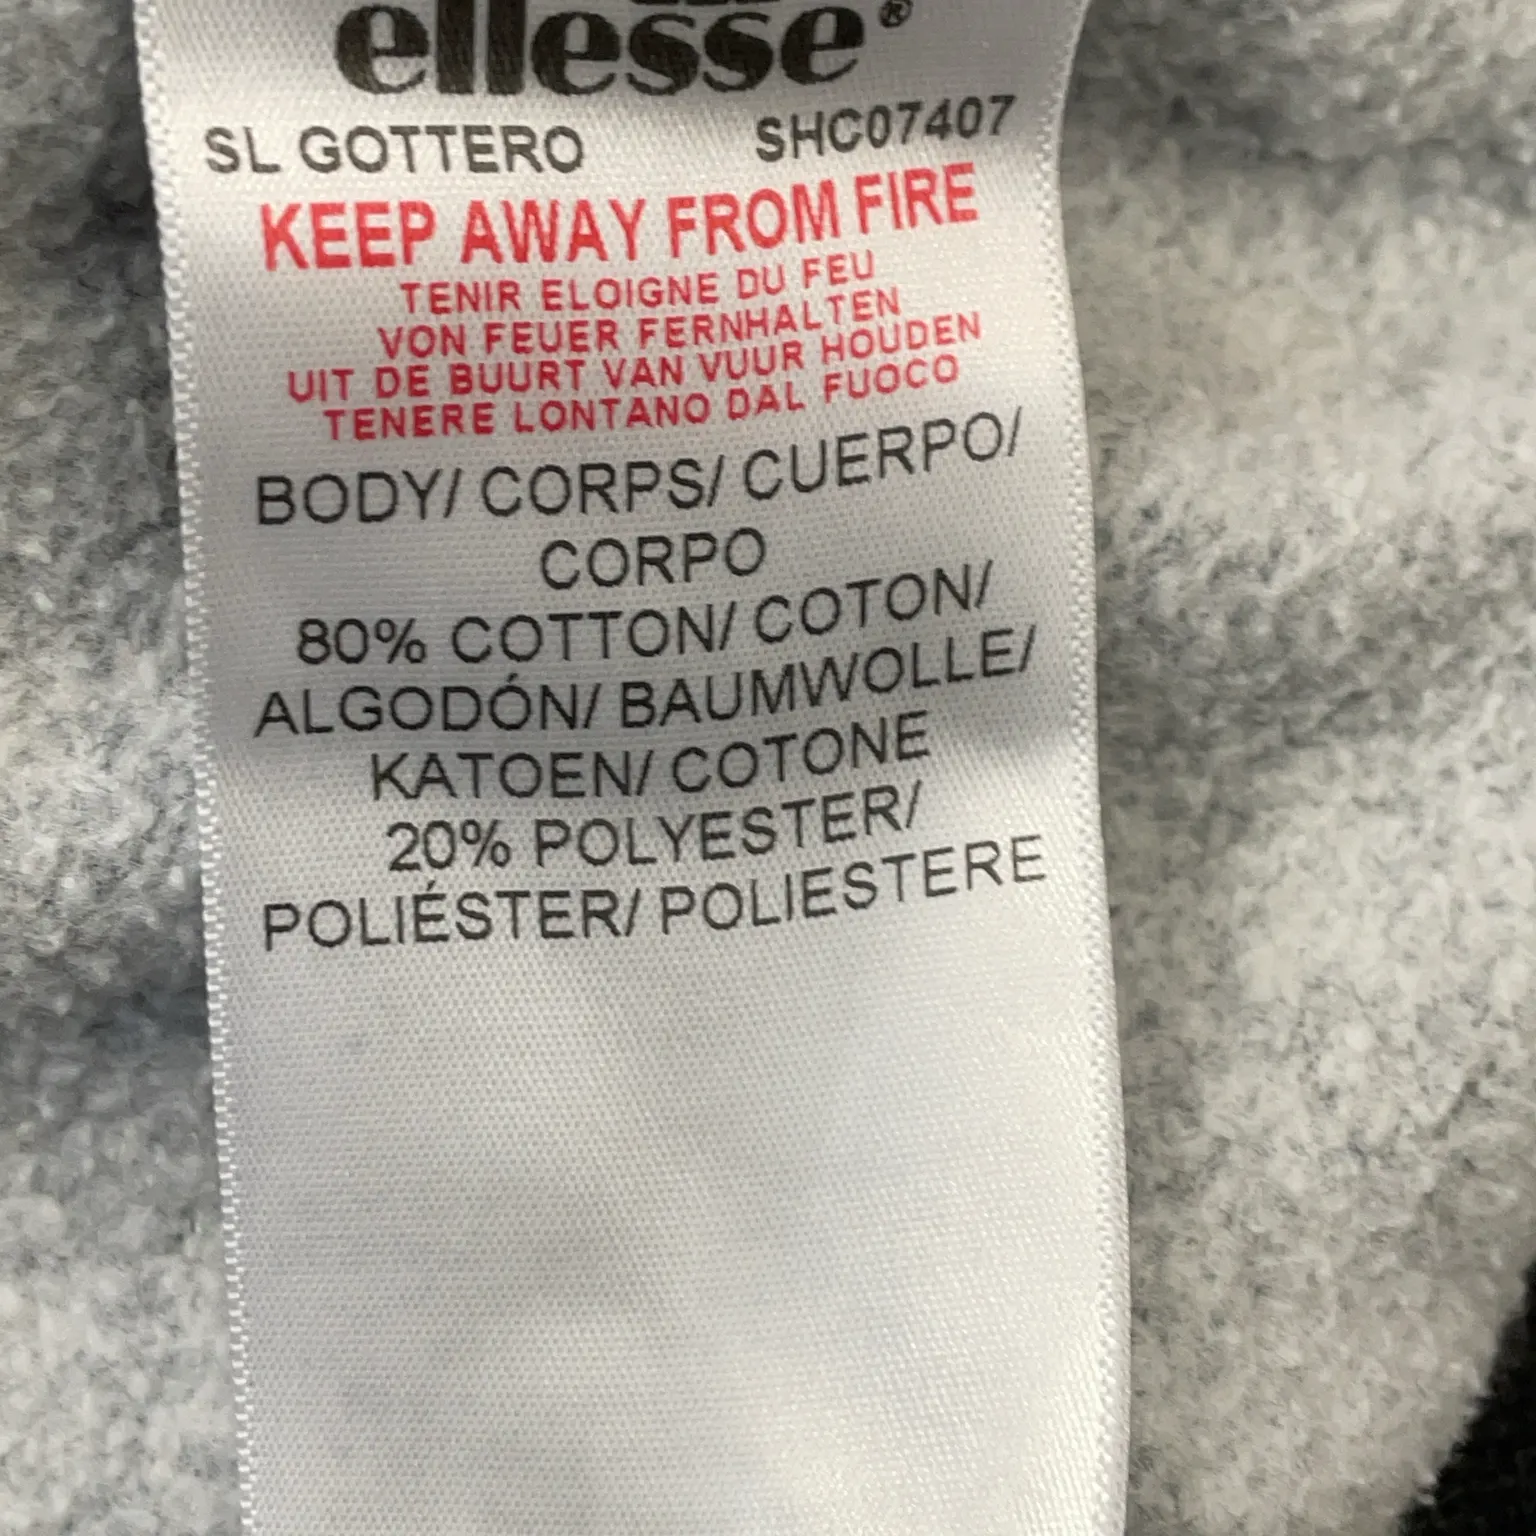 ellesse®
SL GOTTERO SHC07407
KEEP AWAY FROM FIRE
TENIR ELOIGNE DU FEU
VON FEUER FERNHALTEN
UIT DE BUURT VAN VUUR HOUDEN
TENERE LONTANO DAL FUOCO
BODY/ CORPS/ CUERPO/
CORPO
80% COTTON/ COTON/
ALGODÓN/ BAUMWOLLE/
KATOEN/ COTONE
20% POLYESTER/
POLIÉSTER/ POLIESTERE